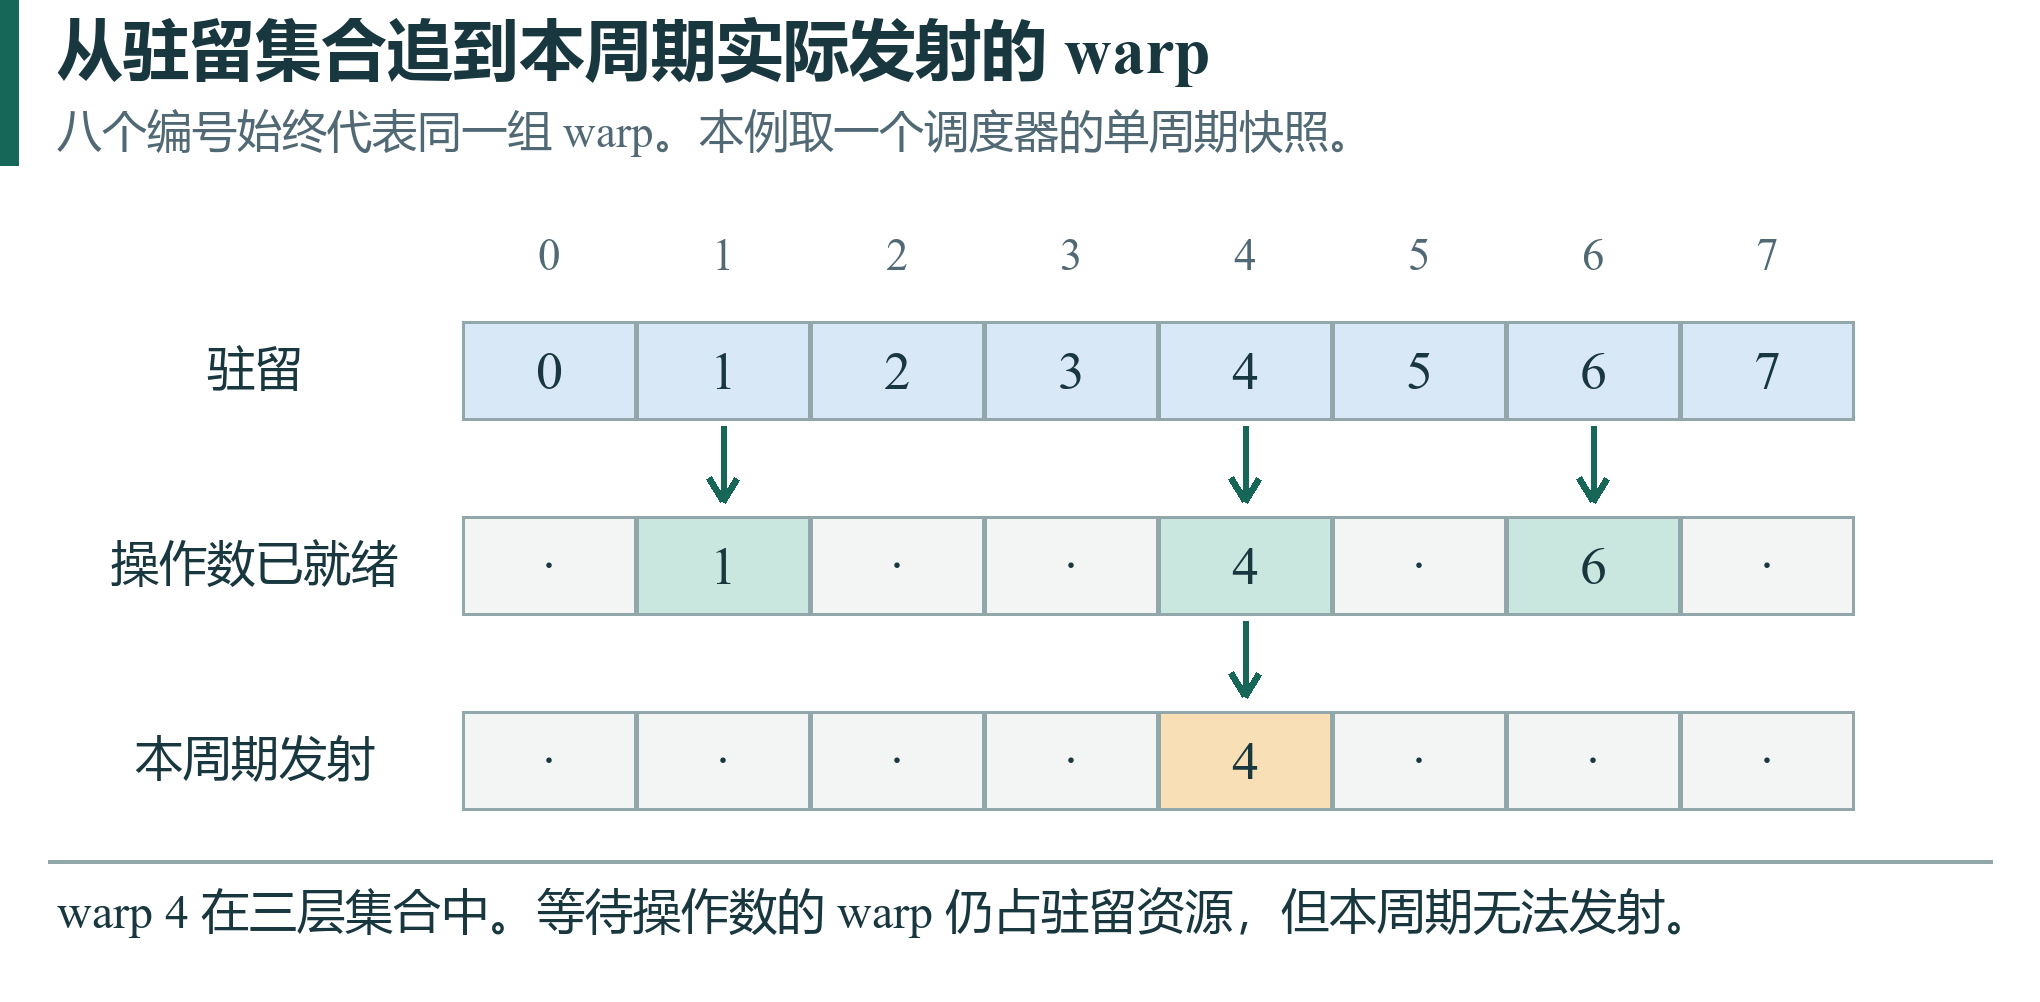 从驻留集合追到本周期实际发射的 warp
八个编号始终代表同一组 warp。本例取一个调度器的单周期快照。
0 1 2 3 4 5 6 7
驻留 0 1 2 3 4 5 6 7
操作数已就绪 · 1 · · 4 · 6 ·
本周期发射 · · · · 4 · · ·
warp 4 在三层集合中。等待操作数的 warp 仍占驻留资源，但本周期无法发射。